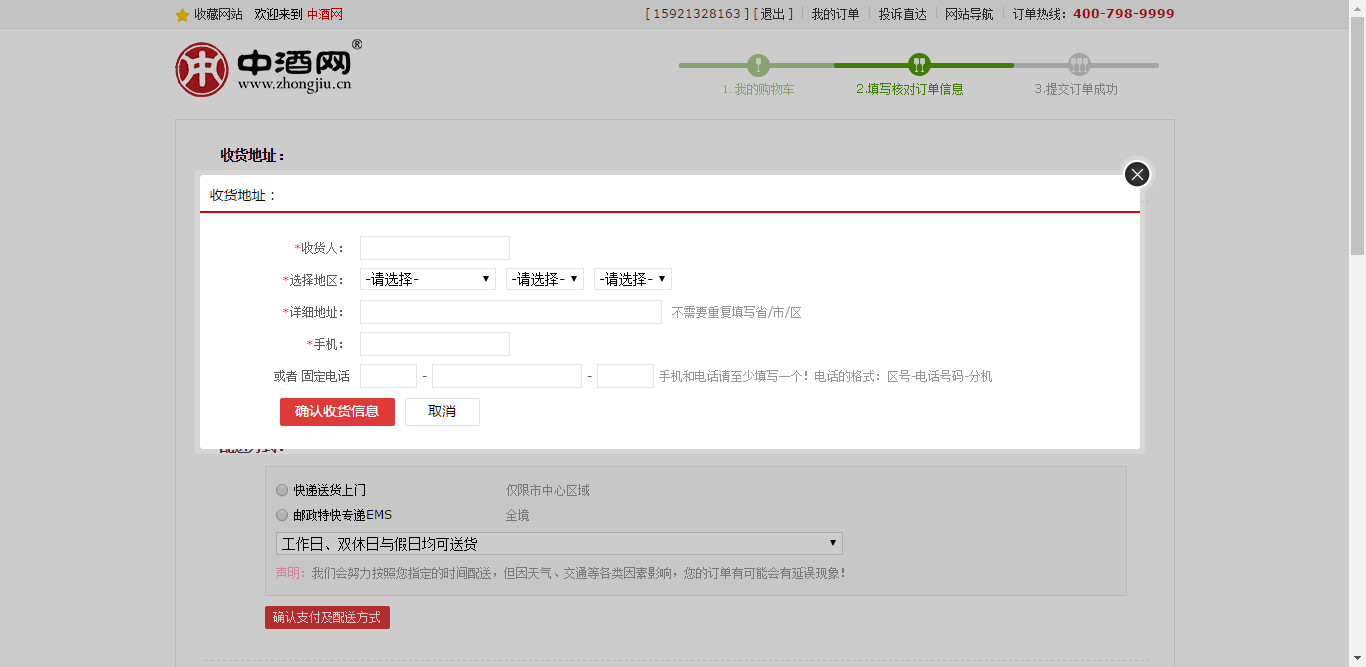 收藏网站 欢迎来到 中酒网 [ 15921328163 ] [ 退出 ] 我的订单 投诉直达 网站导航 订单热线：400-798-9999
中酒网®
www.zhongjiu.cn
1.我的购物车 2.填写核对订单信息 3.提交订单成功
收货地址：
收货地址：
*收货人：
*选择地区： -请选择- -请选择- -请选择-
*详细地址： 不需要重复填写省/市/区
*手机：
或者 固定电话 - - 手机和电话请至少填写一个！电话的格式：区号-电话号码-分机
确认收货信息 取消
配送方式：
快递送货上门 仅限市中心区域
邮政特快专递EMS 全境
工作日、双休日与假日均可送货
声明：我们会努力按照您指定的时间配送，但因天气、交通等各类因素影响，您的订单有可能会有延误现象！
确认支付及配送方式